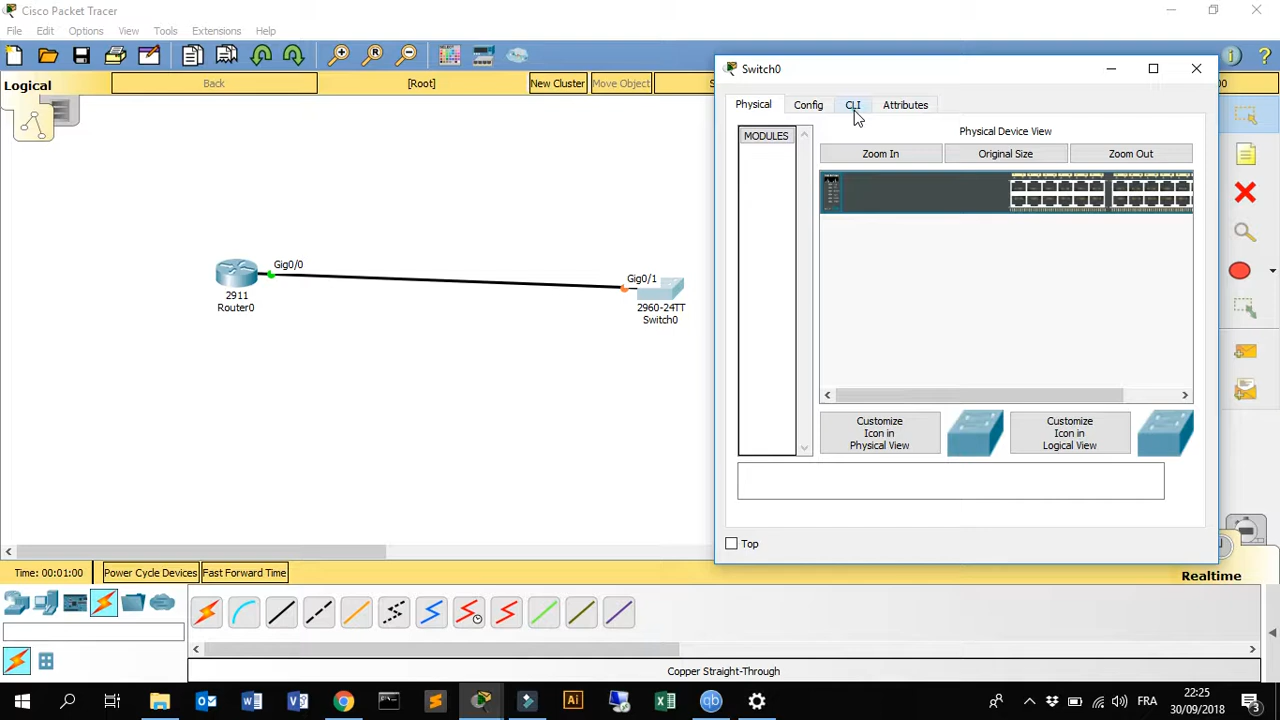 Cisco Packet Tracer
File Edit Options View Tools Extensions Help
Logical
Back
[Root]
New Cluster
Move Object
Switch0
Physical
Config
CLI
Attributes
MODULES
Physical Device View
Zoom In
Original Size
Zoom Out
Gig0/0
2911
Router0
Gig0/1
2960-24TT
Switch0
Customize
Icon in
Physical View
Customize
Icon in
Logical View
Top
Time: 00:01:00
Power Cycle Devices
Fast Forward Time
Realtime
Copper Straight-Through
FRA
22:25
30/09/2018